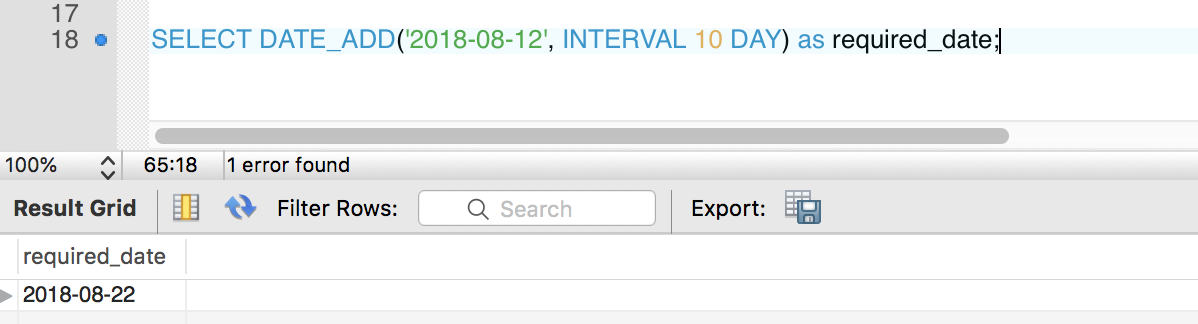 17
18 SELECT DATE_ADD('2018-08-12', INTERVAL 10 DAY) as required_date;
100% 65:18 1 error found
Result Grid Filter Rows: Search Export:
required_date
2018-08-22